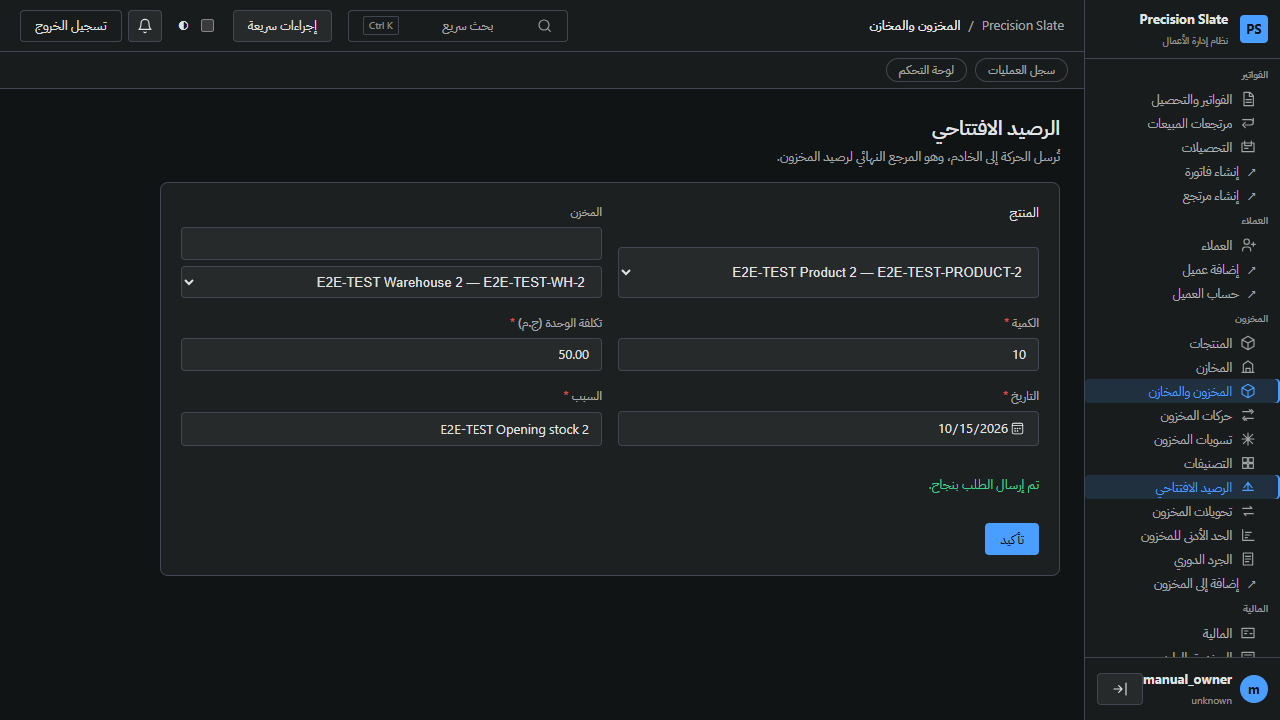 PS
Precision Slate
نظام إدارة الأعمال
الفواتير
الفواتير والتحصيل
مرتجعات المبيعات
التحصيلات
إنشاء فاتورة
إنشاء مرتجع
العملاء
العملاء
إضافة عميل
حساب العميل
المخزون
المنتجات
المخازن
المخزون والمخازن
حركات المخزون
تسويات المخزون
التصنيفات
الرصيد الافتتاحي
تحويلات المخزون
الحد الأدنى للمخزون
الجرد الدوري
إضافة إلى المخزون
المالية
المالية
m
manual_owner
unknown
Precision Slate / المخزون والمخازن
بحث سريع
Ctrl K
إجراءات سريعة
تسجيل الخروج
سجل العمليات
لوحة التحكم
الرصيد الافتتاحي
تُرسل الحركة إلى الخادم، وهو المرجع النهائي لرصيد المخزون.
المنتج
E2E-TEST Product 2 — E2E-TEST-PRODUCT-2
المخزن
E2E-TEST Warehouse 2 — E2E-TEST-WH-2
الكمية *
10
تكلفة الوحدة (ج.م) *
50.00
التاريخ *
10/15/2026
السبب *
E2E-TEST Opening stock 2
تم إرسال الطلب بنجاح.
تأكيد